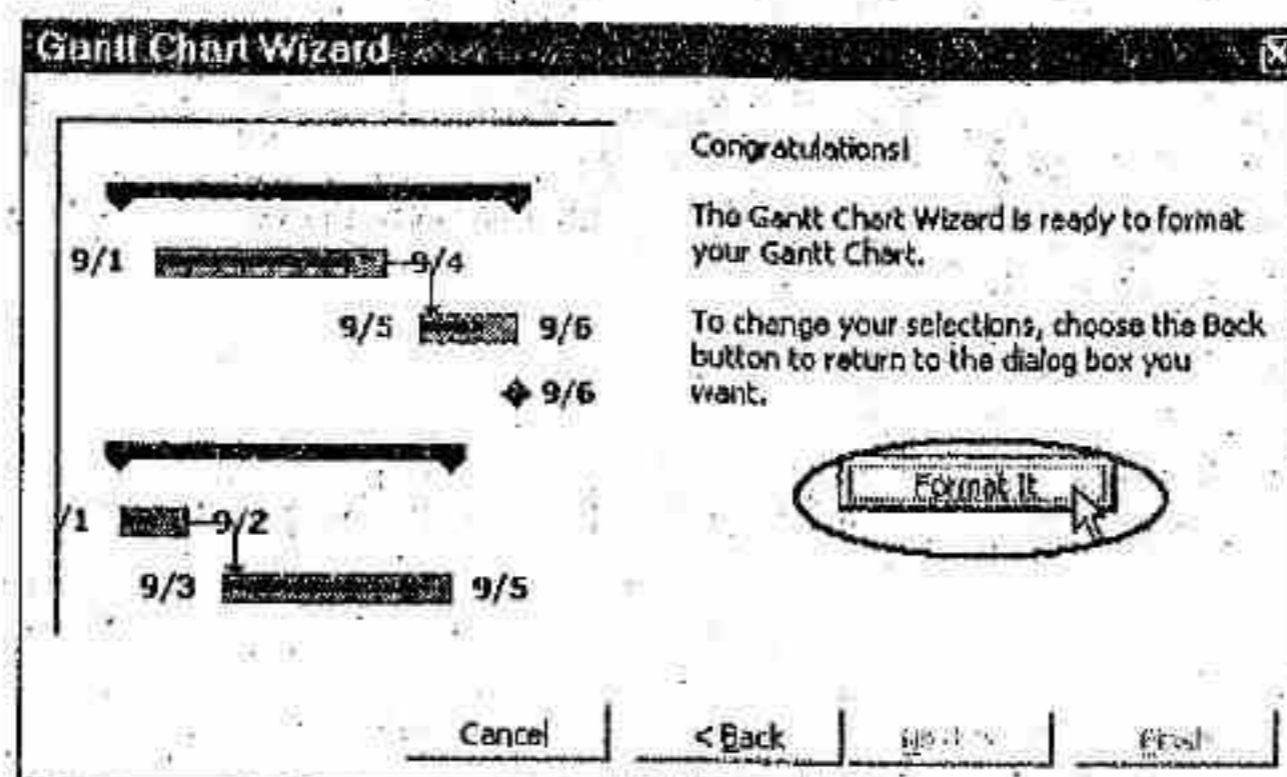 Gantt Chart Wizard
Congratulations!
The Gantt Chart Wizard is ready to format
your Gantt Chart.
9/1
9/4
9/5
9/6
To change your selections, choose the Back
button to return to the dialog box you
want.
9/6
Format It
/1
9/2
9/3
9/5
Cancel
< Back
Finish